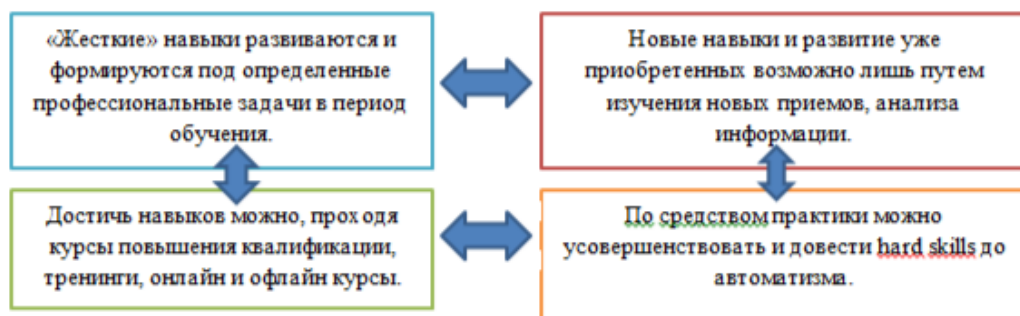 «Жесткие» навыки развиваются и
формируются под определенные
профессиональные задачи в период
обучения.
Новые навыки и развитие уже
приобретенных возможно лишь путем
изучения новых приемов, анализа
информации.
Достичь навыков можно, проходя
курсы повышения квалификации,
тренинги, онлайн и офлайн курсы.
По средством практики можно
усовершенствовать и довести hard skills до
автоматизма.